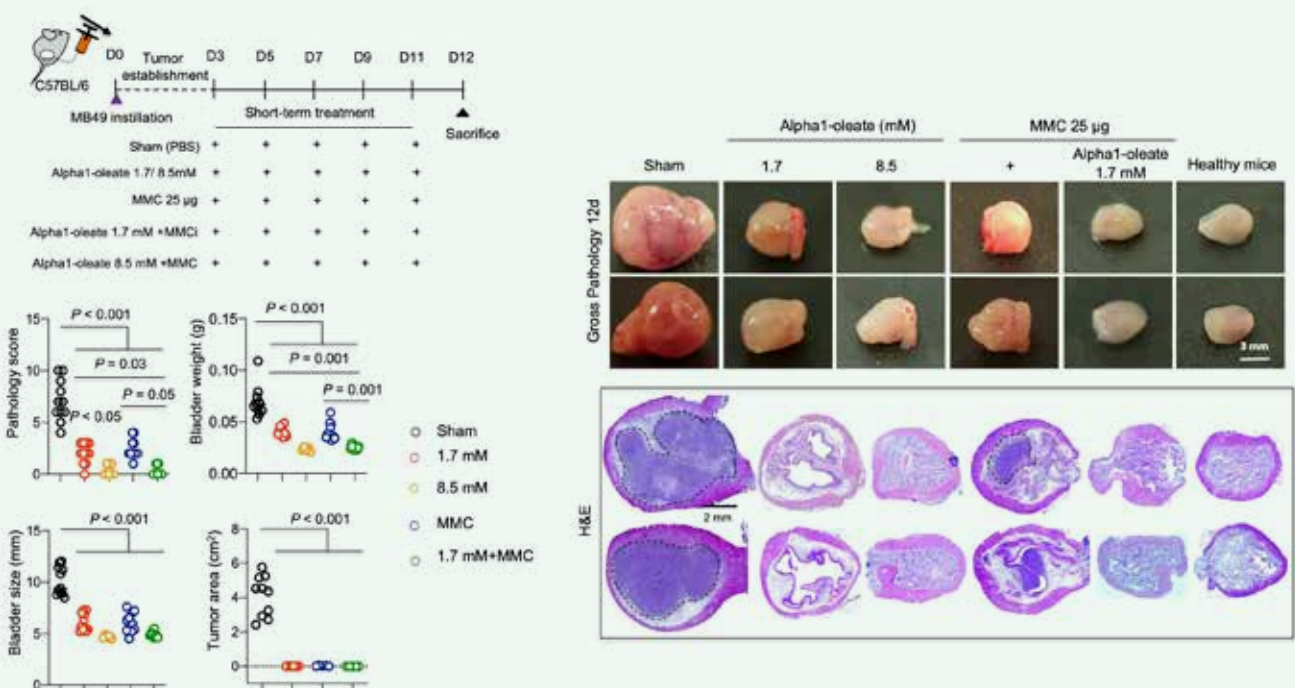 D0 Tumor establishment D3 D5 D7 D9 D11 D12
C57BL/6
MB49 instillation
Short-term treatment
Sacrifice
Sham (PBS) + + + + +
Alpha1-oleate 1.7/ 8.5mM + + + + +
MMC 25 µg + + + + +
Alpha1-oleate 1.7 mM +MMCi + + + + +
Alpha1-oleate 8.5 mM +MMC + + + + +
Pathology score
15
10
5
0
P < 0.001
P = 0.03
P = 0.05
P < 0.05
Bladder weight (g)
0.15
0.10
0.05
0.00
P < 0.001
P = 0.001
P = 0.001
Sham
1.7 mM
8.5 mM
MMC
1.7 mM+MMC
Bladder size (mm)
15
10
5
0
P < 0.001
Tumor area (cm²)
8
6
4
2
0
P < 0.001
Alpha1-oleate (mM)
MMC 25 µg
Sham
1.7
8.5
+
Alpha1-oleate
1.7 mM
Healthy mice
Gross Pathology 12d
3 mm
H&E
2 mm